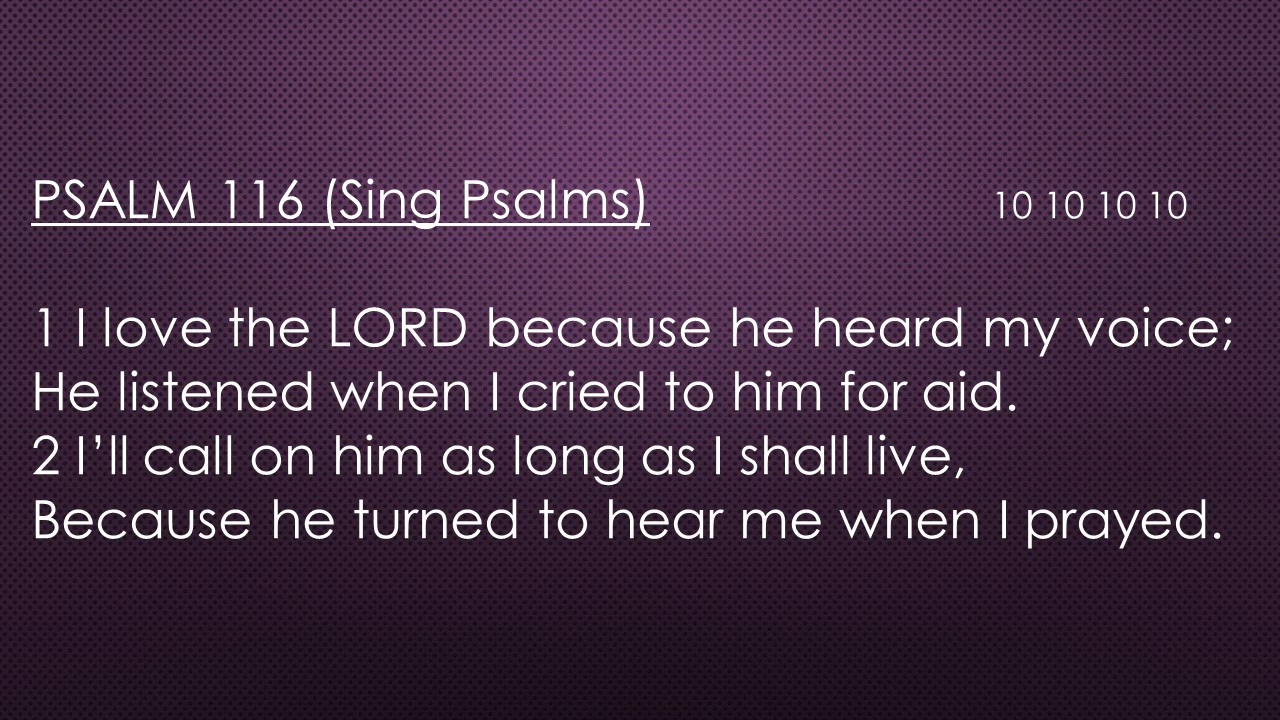 PSALM 116 (Sing Psalms) 10 10 10 10
1 I love the LORD because he heard my voice;
He listened when I cried to him for aid.
2 I’ll call on him as long as I shall live,
Because he turned to hear me when I prayed.